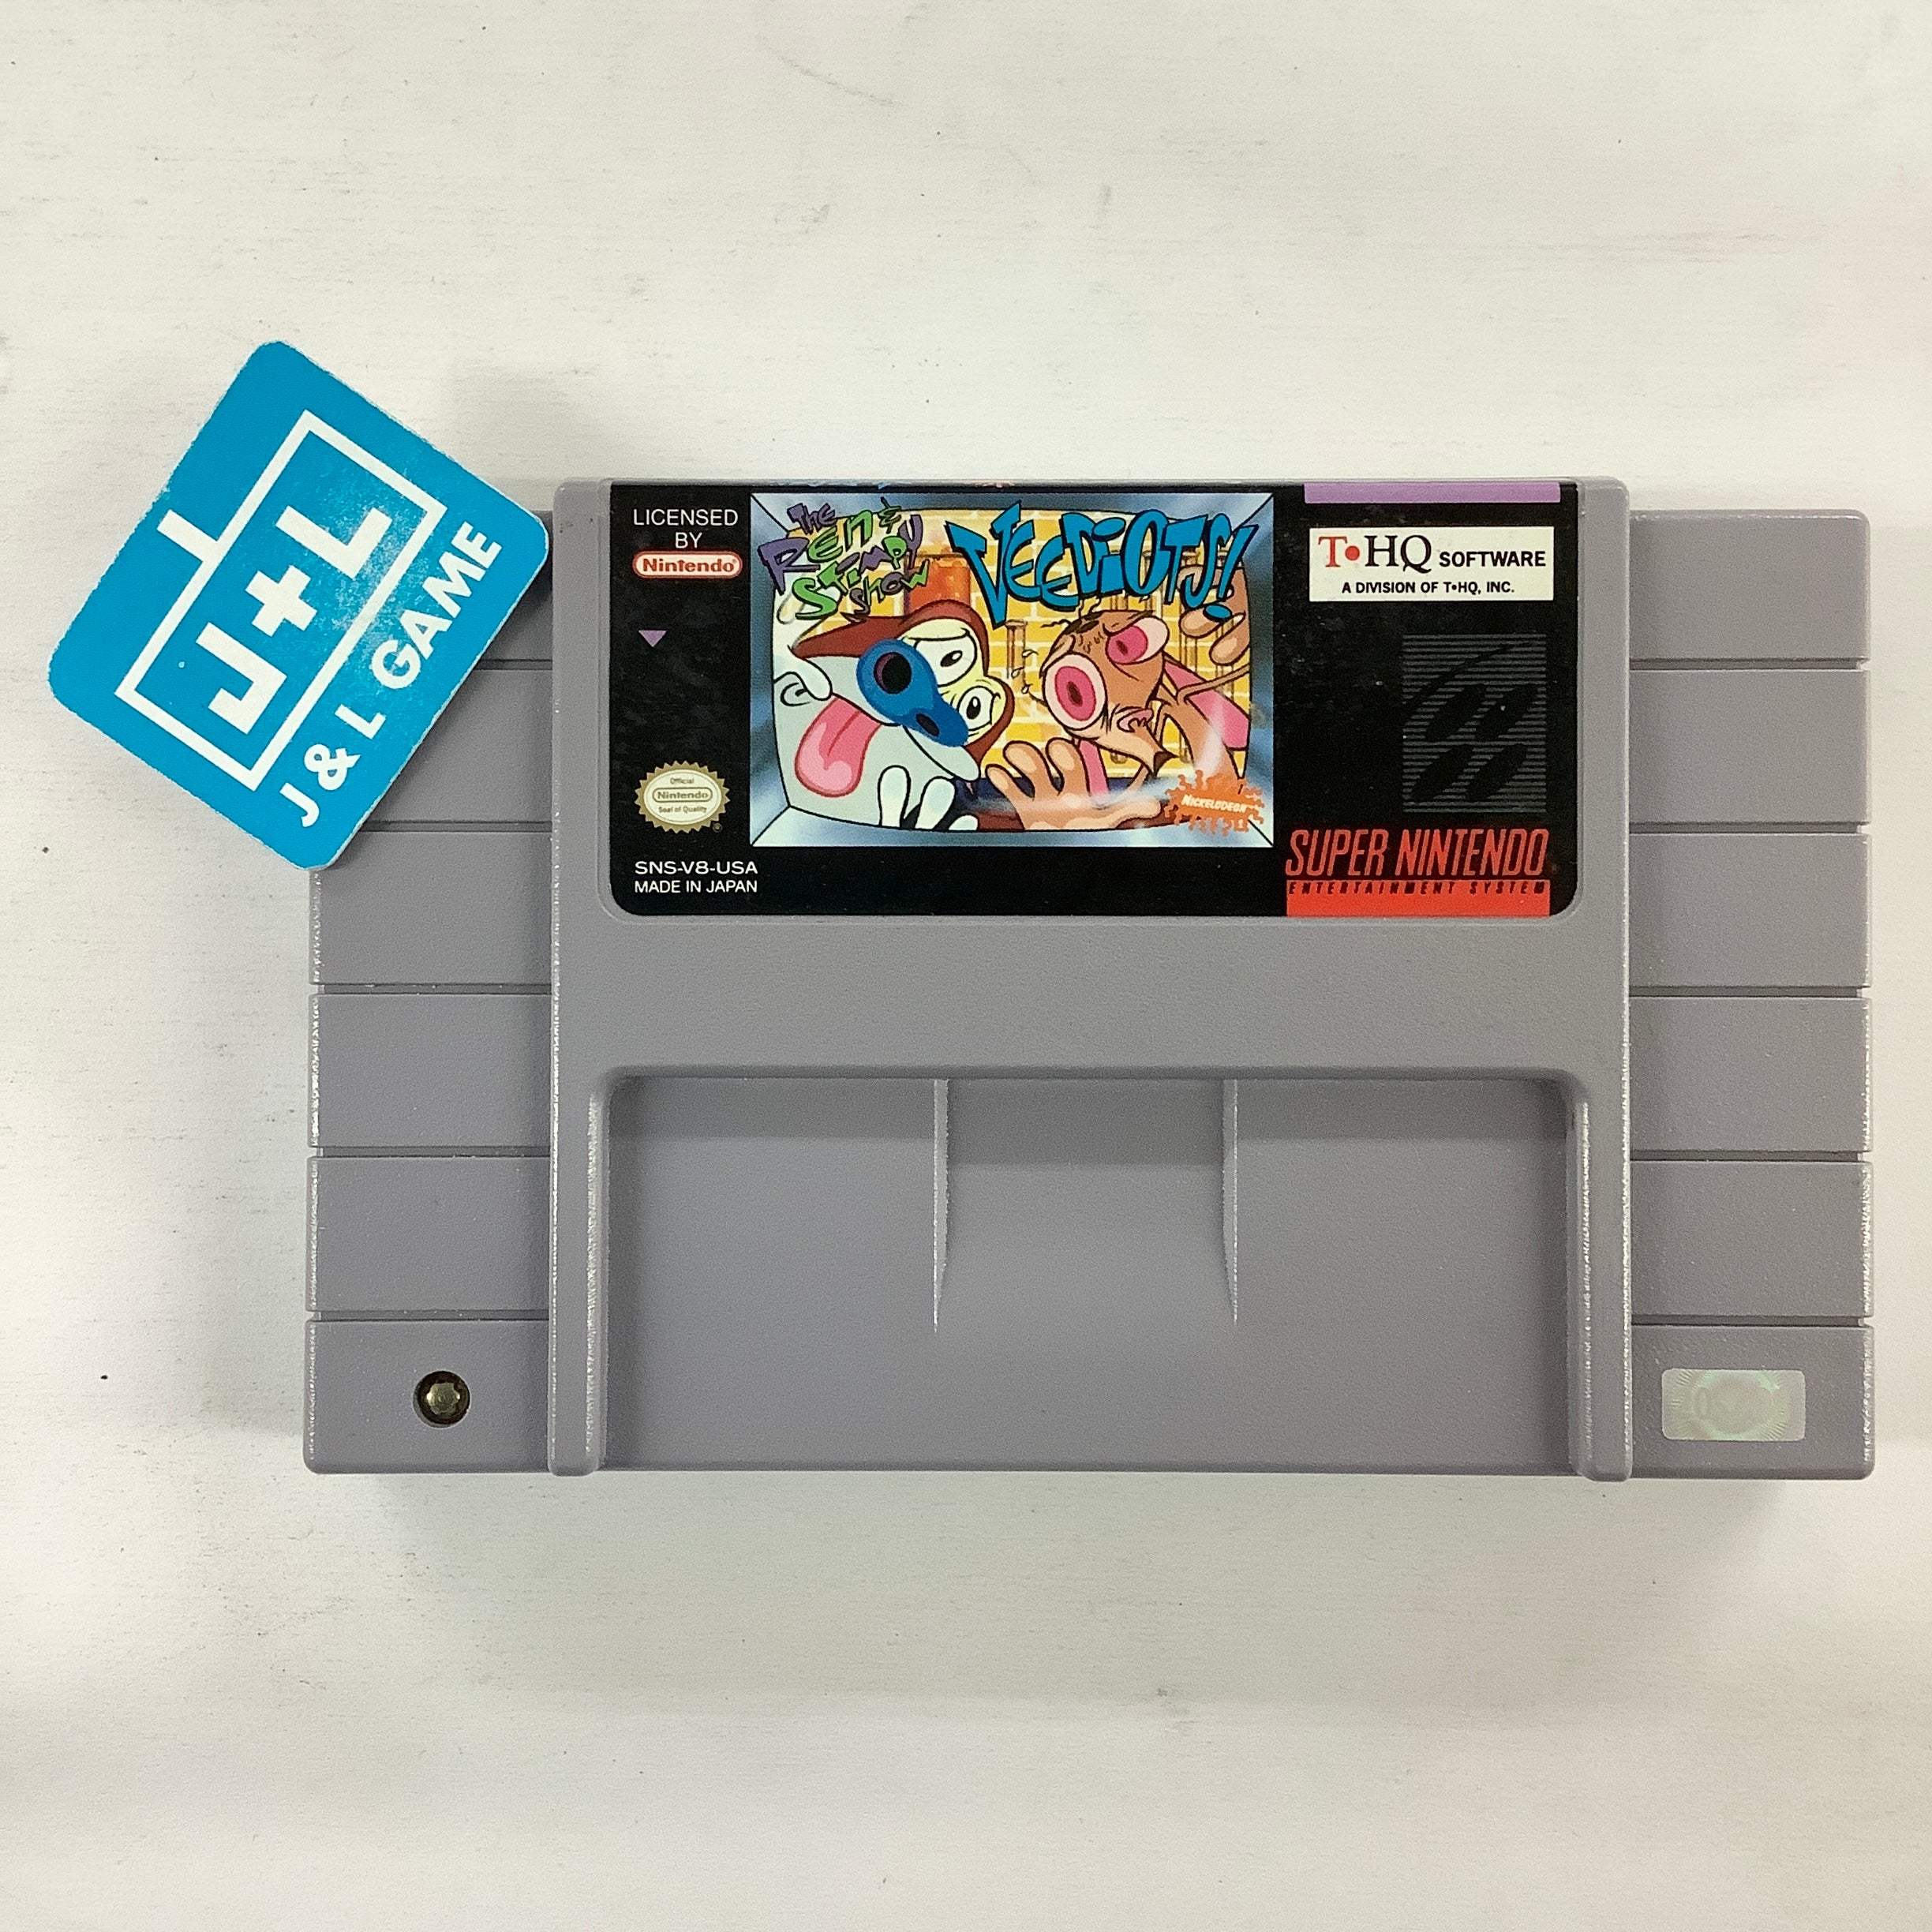 J+L
J & L GAME
LICENSED
BY
Nintendo®
THE
REN &
STIMPY
SHOW
VEEDiOTS!
T•HQ SOFTWARE
A DIVISION OF T•HQ, INC.
NICKELODEON
Official
Nintendo
Seal of Quality
SNS-V8-USA
MADE IN JAPAN
SUPER NINTENDO
ENTERTAINMENT SYSTEM